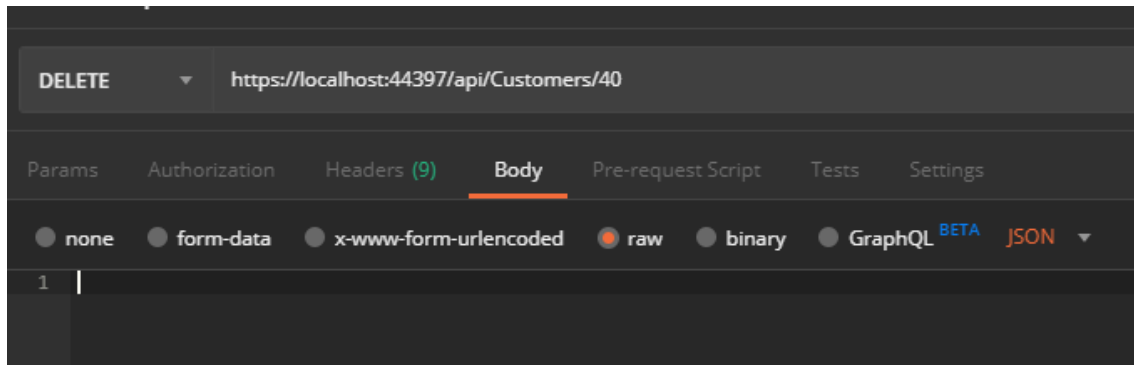 DELETE https://localhost:44397/api/Customers/40
Params Authorization Headers (9) Body Pre-request Script Tests Settings
none form-data x-www-form-urlencoded raw binary GraphQL BETA JSON
1